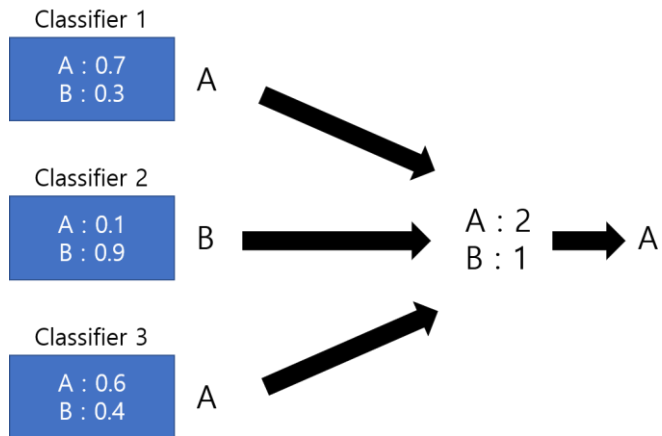 Classifier 1
A : 0.7
B : 0.3
A
Classifier 2
A : 0.1
B : 0.9
B
A : 2
B : 1
A
Classifier 3
A : 0.6
B : 0.4
A